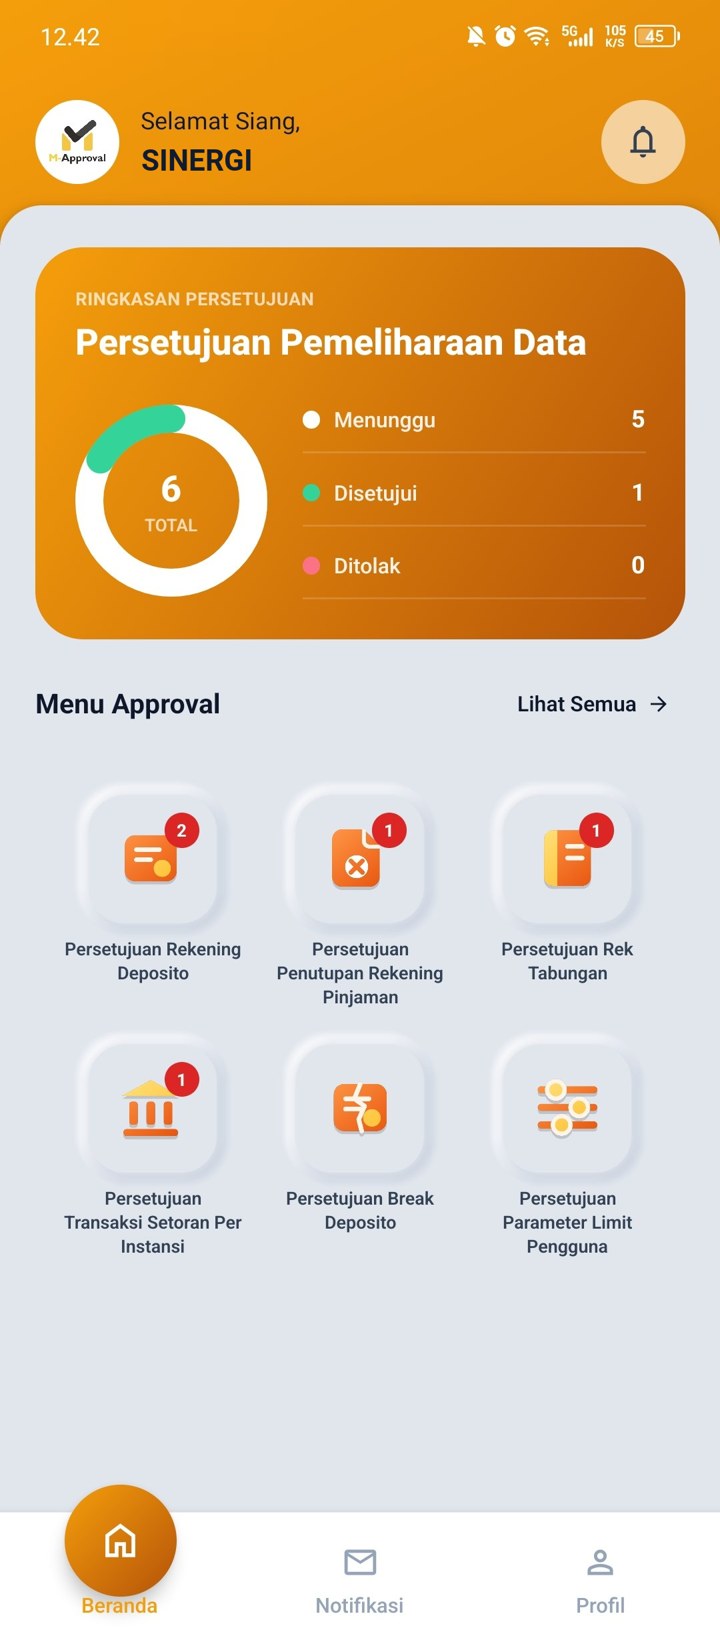 12.42
5G
105
K/S
45
M-Approval
Selamat Siang,
SINERGI
RINGKASAN PERSETUJUAN
Persetujuan Pemeliharaan Data
6
TOTAL
Menunggu 5
Disetujui 1
Ditolak 0
Menu Approval
Lihat Semua →
2
1
1
Persetujuan Rekening
Deposito
Persetujuan
Penutupan Rekening
Pinjaman
Persetujuan Rek
Tabungan
1
Persetujuan
Transaksi Setoran Per
Instansi
Persetujuan Break
Deposito
Persetujuan
Parameter Limit
Pengguna
Beranda
Notifikasi
Profil